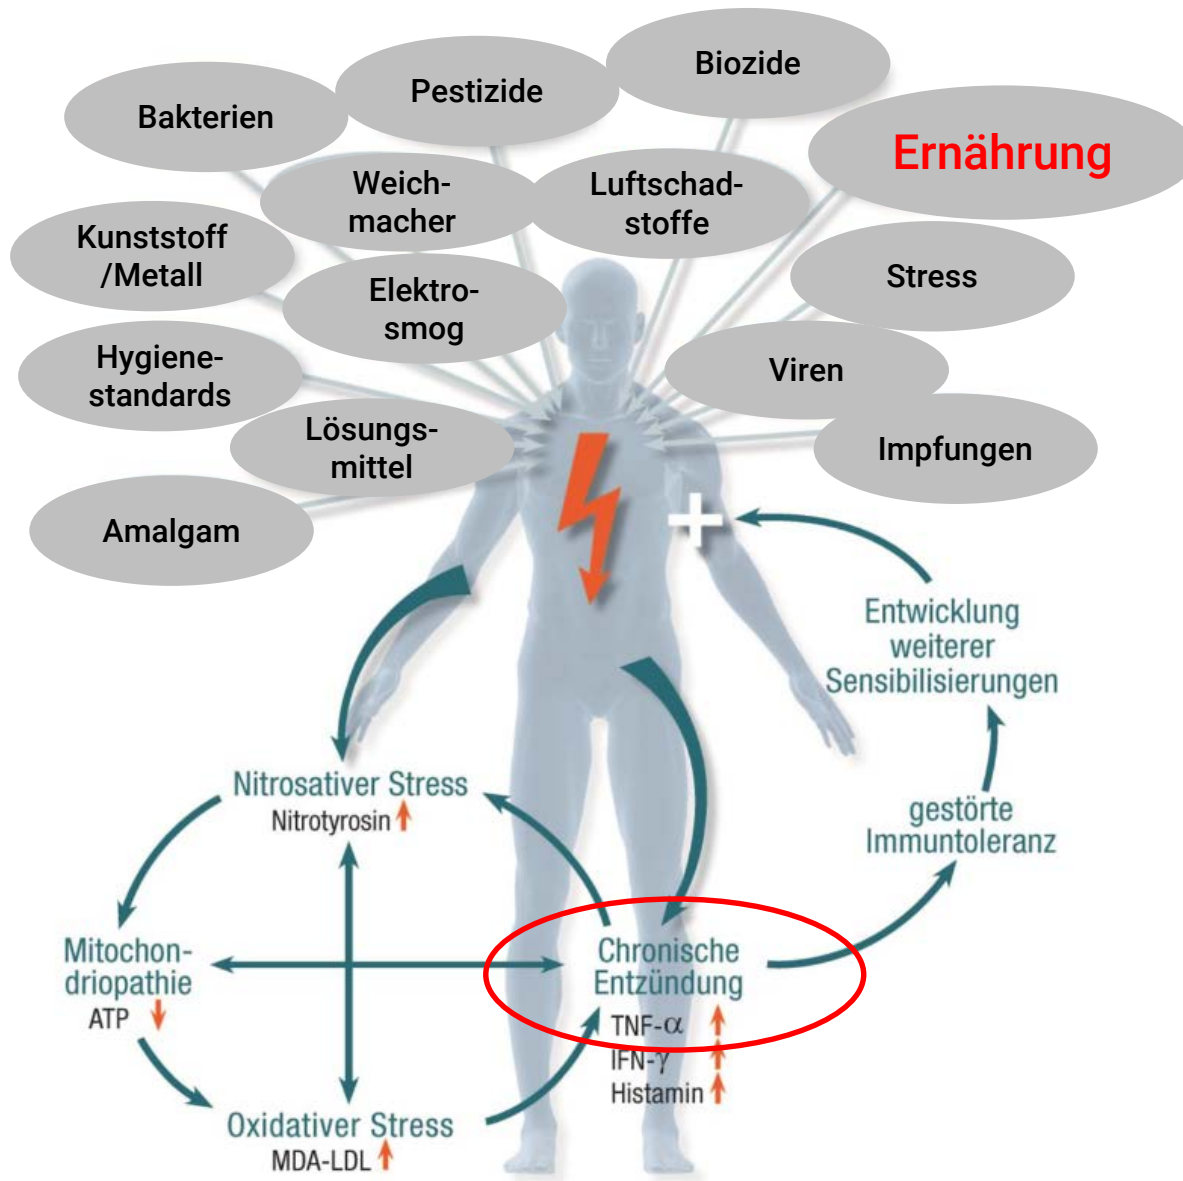 Biozide
Pestizide
Bakterien
Ernährung
Weich-
macher
Luftschad-
stoffe
Kunststoff
/Metall
Stress
Elektro-
smog
Hygiene-
standards
Viren
Lösungs-
mittel
Impfungen
Amalgam
Entwicklung
weiterer
Sensibilisierungen
gestörte
Immuntoleranz
Nitrosativer Stress
Nitrotyrosin
Mitochon-
driopathie
ATP
Chronische
Entzündung
TNF-α
IFN-γ
Histamin
Oxidativer Stress
MDA-LDL